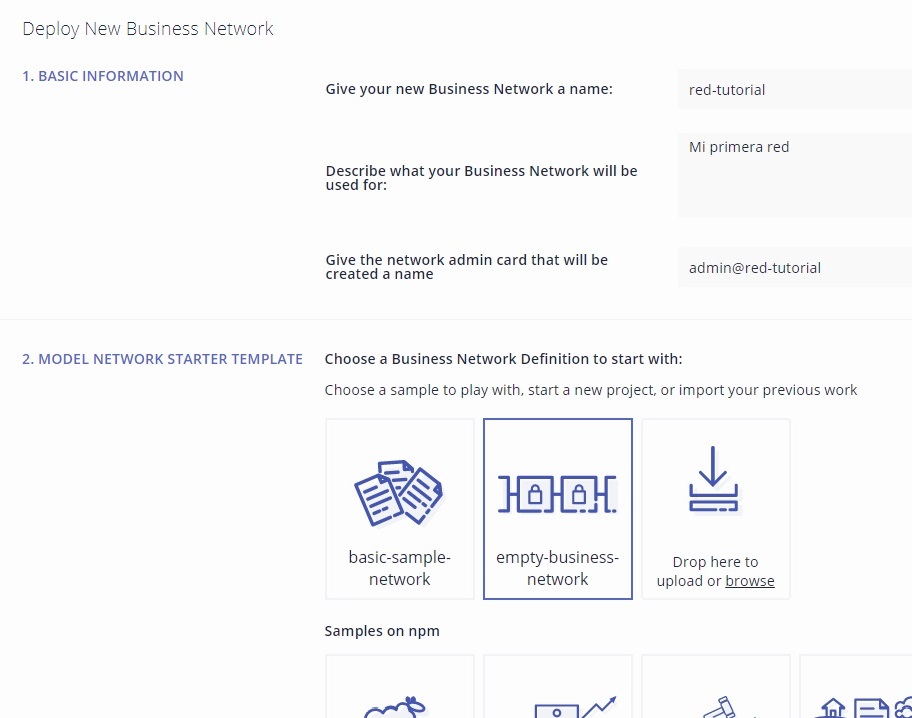 Deploy New Business Network
1. BASIC INFORMATION
Give your new Business Network a name:
red-tutorial
Describe what your Business Network will be
used for:
Mi primera red
Give the network admin card that will be
created a name
admin@red-tutorial
2. MODEL NETWORK STARTER TEMPLATE
Choose a Business Network Definition to start with:
Choose a sample to play with, start a new project, or import your previous work
basic-sample-
network
empty-business-
network
Drop here to
upload or browse
Samples on npm